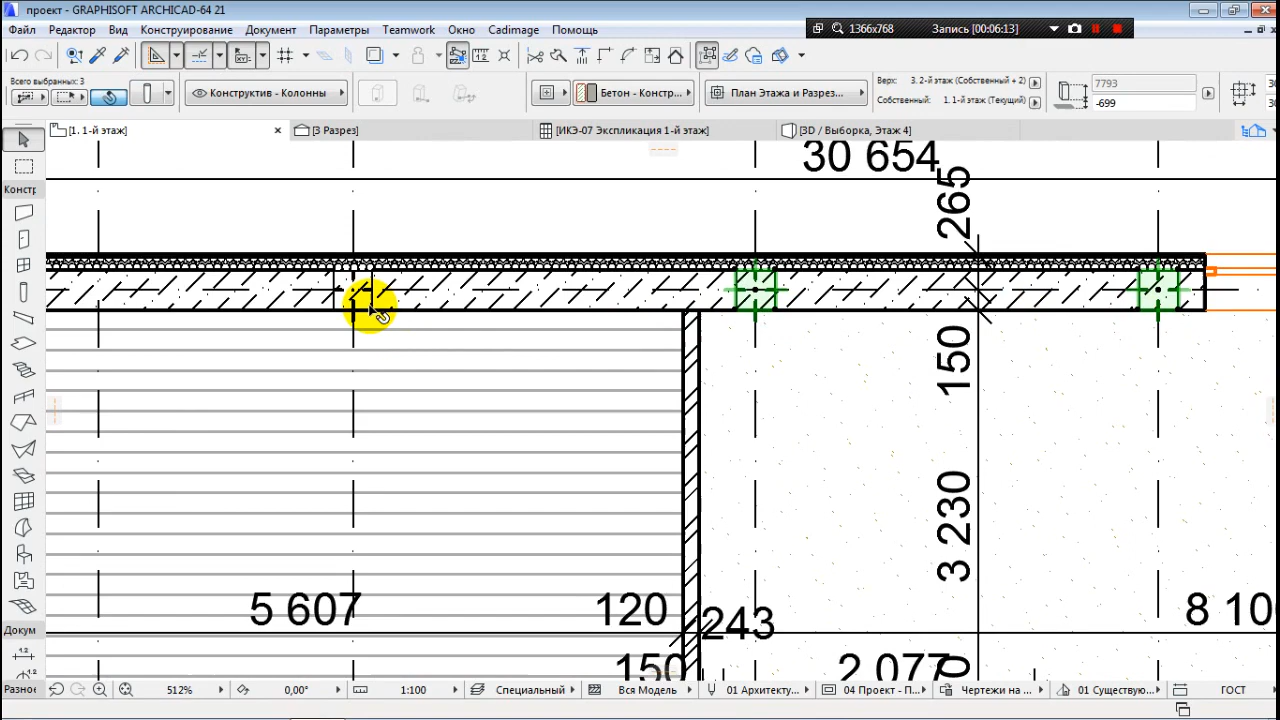 проект - GRAPHISOFT ARCHICAD-64 21
Файл Редактор Вид Конструирование Документ Параметры Teamwork Окно Cadimage Помощь
1366x768 Запись [00:06:13]
Всего выбранных: 3
Конструктив - Колонны
Бетон - Констр...
План Этажа и Разрез...
Верх: 3. 2-й этаж (Собственный + 2)
Собственный: 1. 1-й этаж (Текущий)
7793
-699
[1. 1-й этаж]
[3 Разрез]
[ИКЭ-07 Экспликация 1-й этаж]
[3D / Выборка, Этаж 4]
Констр
30 654
265
150
3 230
5 607
120
243
8 10
150
2 077
0
Докум
1.2
Разное
512%
0,00°
1:100
Специальный
Вся Модель
01 Архитекту...
04 Проект - П...
Чертежи на ...
01 Существую...
ГОСТ